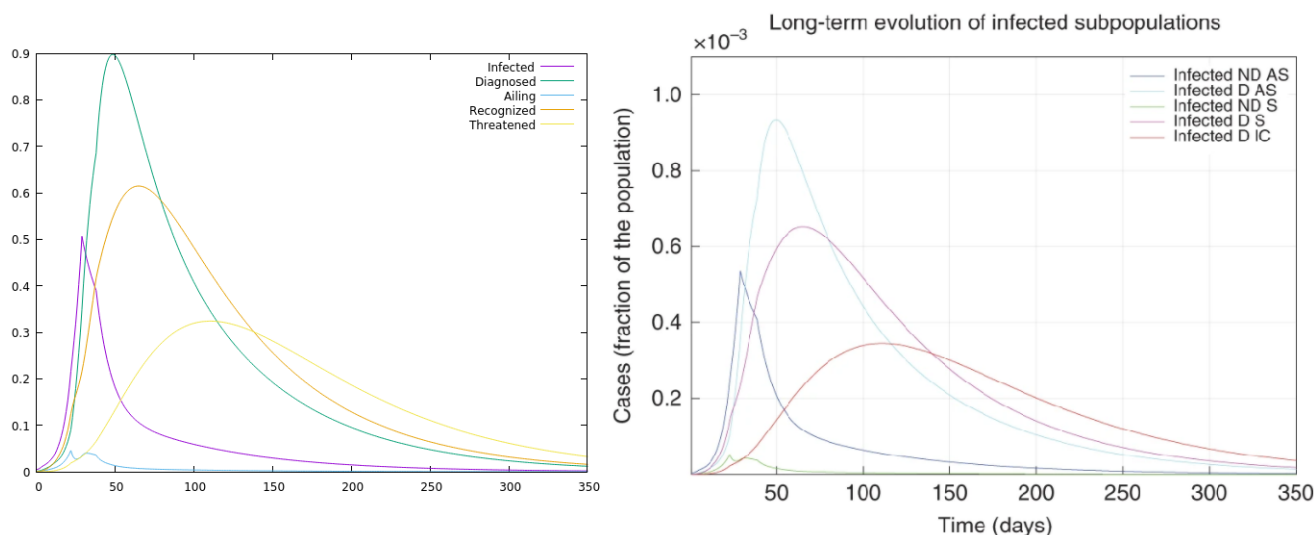 0.9
0.8
0.7
0.6
0.5
0.4
0.3
0.2
0.1
0
0 50 100 150 200 250 300 350
Infected
Diagnosed
Ailing
Recognized
Threatened
Long-term evolution of infected subpopulations
×10⁻³
1.0
0.8
0.6
0.4
0.2
Cases (fraction of the population)
Infected ND AS
Infected D AS
Infected ND S
Infected D S
Infected D IC
50 100 150 200 250 300 350
Time (days)